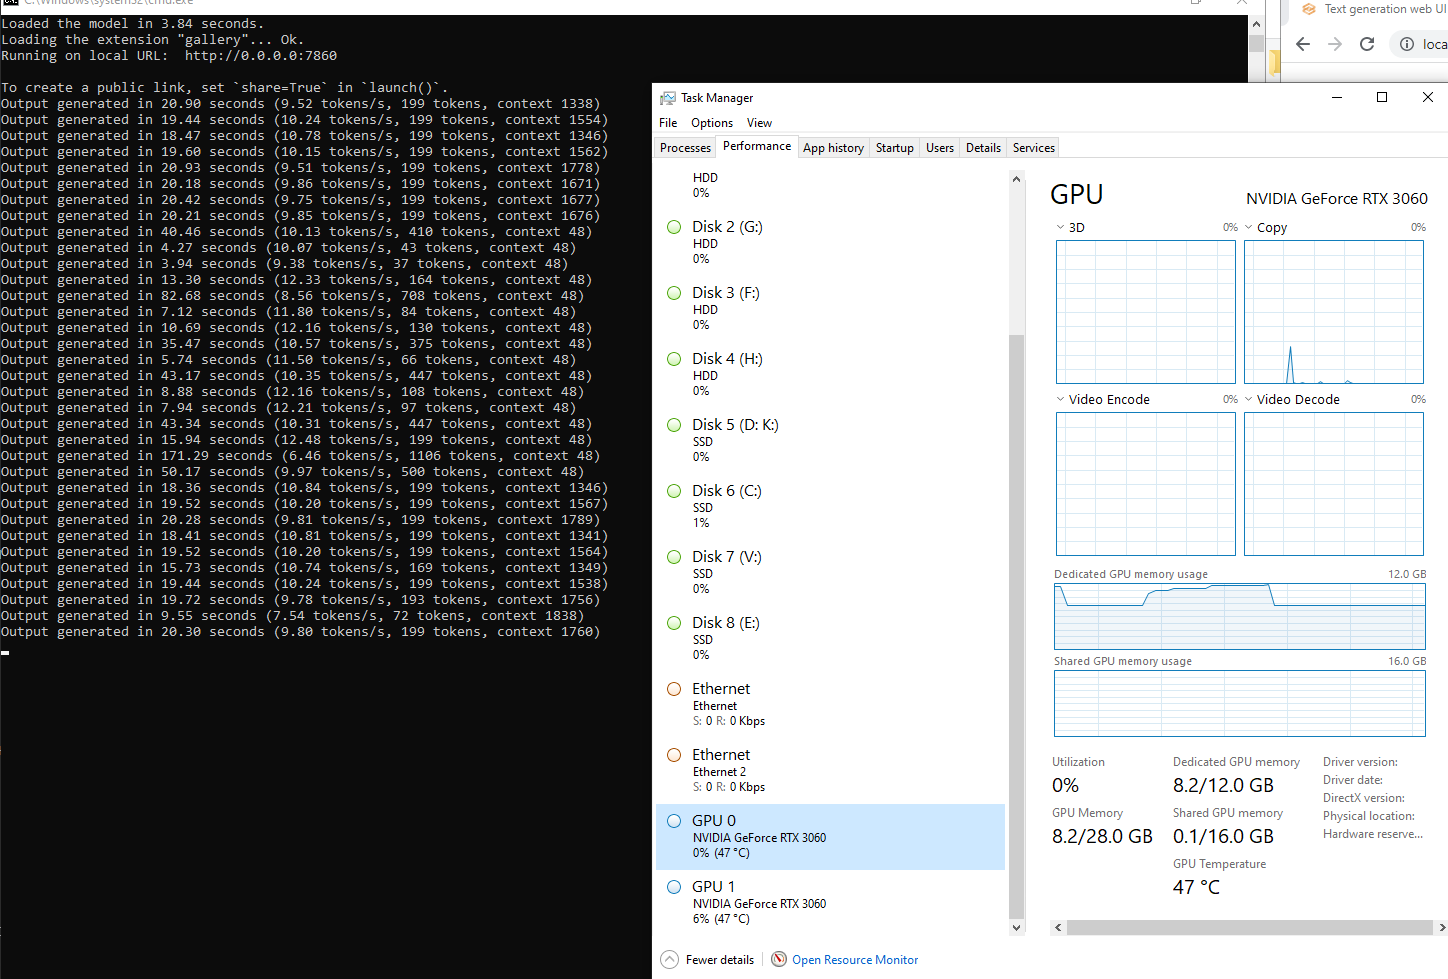 C:\Windows\system32\cmd.exe
Loaded the model in 3.84 seconds.
Loading the extension "gallery"... Ok.
Running on local URL:  http://0.0.0.0:7860
To create a public link, set `share=True` in `launch()`.
Output generated in 20.90 seconds (9.52 tokens/s, 199 tokens, context 1338)
Output generated in 19.44 seconds (10.24 tokens/s, 199 tokens, context 1554)
Output generated in 18.47 seconds (10.78 tokens/s, 199 tokens, context 1346)
Output generated in 19.60 seconds (10.15 tokens/s, 199 tokens, context 1562)
Output generated in 20.93 seconds (9.51 tokens/s, 199 tokens, context 1778)
Output generated in 20.18 seconds (9.86 tokens/s, 199 tokens, context 1671)
Output generated in 20.42 seconds (9.75 tokens/s, 199 tokens, context 1677)
Output generated in 20.21 seconds (9.85 tokens/s, 199 tokens, context 1676)
Output generated in 40.46 seconds (10.13 tokens/s, 410 tokens, context 48)
Output generated in 4.27 seconds (10.07 tokens/s, 43 tokens, context 48)
Output generated in 3.94 seconds (9.38 tokens/s, 37 tokens, context 48)
Output generated in 13.30 seconds (12.33 tokens/s, 164 tokens, context 48)
Output generated in 82.68 seconds (8.56 tokens/s, 708 tokens, context 48)
Output generated in 7.12 seconds (11.80 tokens/s, 84 tokens, context 48)
Output generated in 10.69 seconds (12.16 tokens/s, 130 tokens, context 48)
Output generated in 35.47 seconds (10.57 tokens/s, 375 tokens, context 48)
Output generated in 5.74 seconds (11.50 tokens/s, 66 tokens, context 48)
Output generated in 43.17 seconds (10.35 tokens/s, 447 tokens, context 48)
Output generated in 8.88 seconds (12.16 tokens/s, 108 tokens, context 48)
Output generated in 7.94 seconds (12.21 tokens/s, 97 tokens, context 48)
Output generated in 43.34 seconds (10.31 tokens/s, 447 tokens, context 48)
Output generated in 15.94 seconds (12.48 tokens/s, 199 tokens, context 48)
Output generated in 171.29 seconds (6.46 tokens/s, 1106 tokens, context 48)
Output generated in 50.17 seconds (9.97 tokens/s, 500 tokens, context 48)
Output generated in 18.36 seconds (10.84 tokens/s, 199 tokens, context 1346)
Output generated in 19.52 seconds (10.20 tokens/s, 199 tokens, context 1567)
Output generated in 20.28 seconds (9.81 tokens/s, 199 tokens, context 1789)
Output generated in 18.41 seconds (10.81 tokens/s, 199 tokens, context 1341)
Output generated in 19.52 seconds (10.20 tokens/s, 199 tokens, context 1564)
Output generated in 15.73 seconds (10.74 tokens/s, 169 tokens, context 1349)
Output generated in 19.44 seconds (10.24 tokens/s, 199 tokens, context 1538)
Output generated in 19.72 seconds (9.78 tokens/s, 193 tokens, context 1756)
Output generated in 9.55 seconds (7.54 tokens/s, 72 tokens, context 1838)
Output generated in 20.30 seconds (9.80 tokens/s, 199 tokens, context 1760)
Text generation web UI
loca
Task Manager
File Options View
Processes Performance App history Startup Users Details Services
HDD
0%
Disk 2 (G:)
HDD
0%
Disk 3 (F:)
HDD
0%
Disk 4 (H:)
HDD
0%
Disk 5 (D: K:)
SSD
0%
Disk 6 (C:)
SSD
1%
Disk 7 (V:)
SSD
0%
Disk 8 (E:)
SSD
0%
Ethernet
Ethernet
S: 0 R: 0 Kbps
Ethernet
Ethernet 2
S: 0 R: 0 Kbps
GPU 0
NVIDIA GeForce RTX 3060
0% (47 °C)
GPU 1
NVIDIA GeForce RTX 3060
6% (47 °C)
GPU NVIDIA GeForce RTX 3060
3D 0% Copy 0%
Video Encode 0% Video Decode 0%
Dedicated GPU memory usage 12.0 GB
Shared GPU memory usage 16.0 GB
Utilization
0%
GPU Memory
8.2/28.0 GB
Dedicated GPU memory
8.2/12.0 GB
Shared GPU memory
0.1/16.0 GB
GPU Temperature
47 °C
Driver version:
Driver date:
DirectX version:
Physical location:
Hardware reserve...
Fewer details Open Resource Monitor